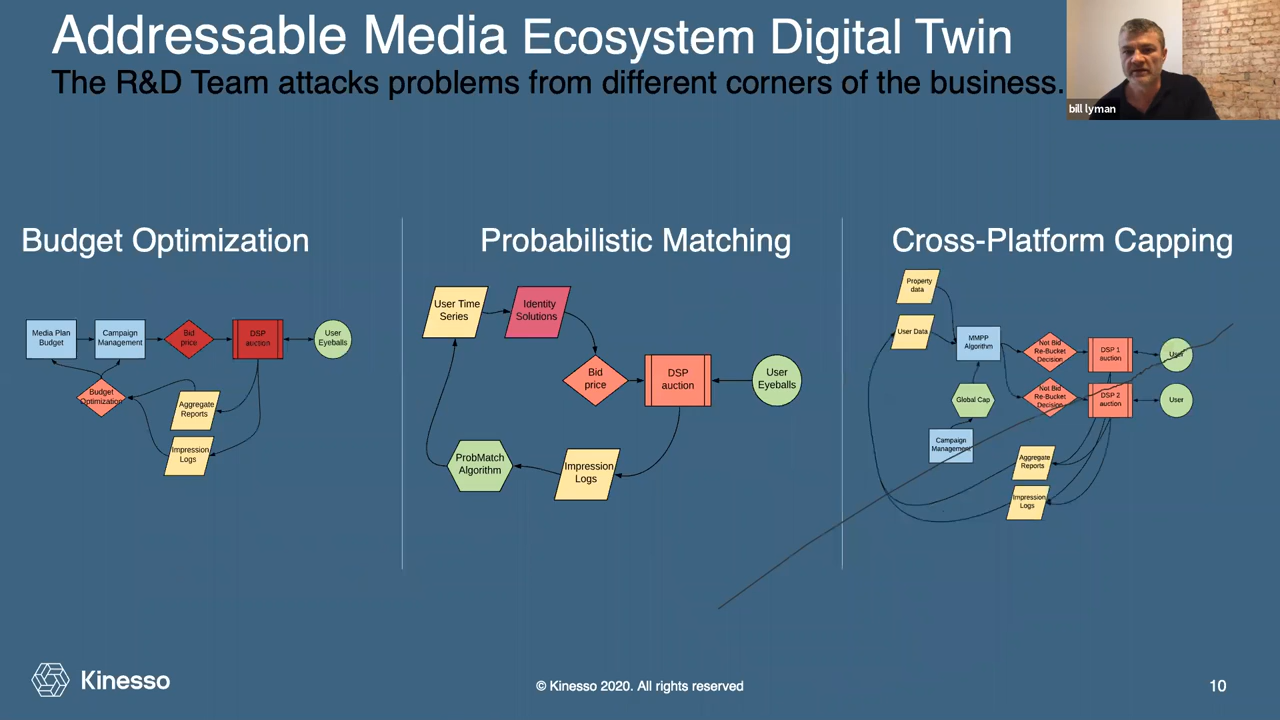 Addressable Media Ecosystem Digital Twin
The R&D Team attacks problems from different corners of the business.
bill lyman
Budget Optimization
Media Plan
Budget
Campaign
Management
Bid
price
DSP
auction
User
Eyeballs
Budget
Optimization
Aggregate
Reports
Impression
Logs
Probabilistic Matching
User Time
Series
Identity
Solutions
Bid
price
DSP
auction
User
Eyeballs
ProbMatch
Algorithm
Impression
Logs
Cross-Platform Capping
Property
data
User Data
MMPP
Algorithm
Not Bid
Re-Bucket
Decision
DSP 1
auction
User
Global Cap
Not Bid
Re-Bucket
Decision
DSP 2
auction
User
Campaign
Management
Aggregate
Reports
Impression
Logs
Kinesso
© Kinesso 2020. All rights reserved
10